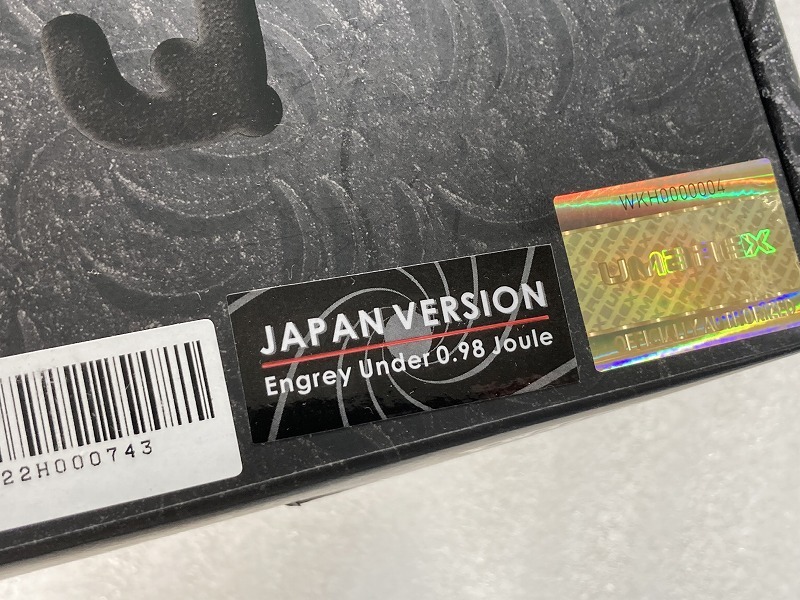 WKH0000004
UMAREX
JAPAN VERSION
Engrey Under 0.98 Joule
22H000743